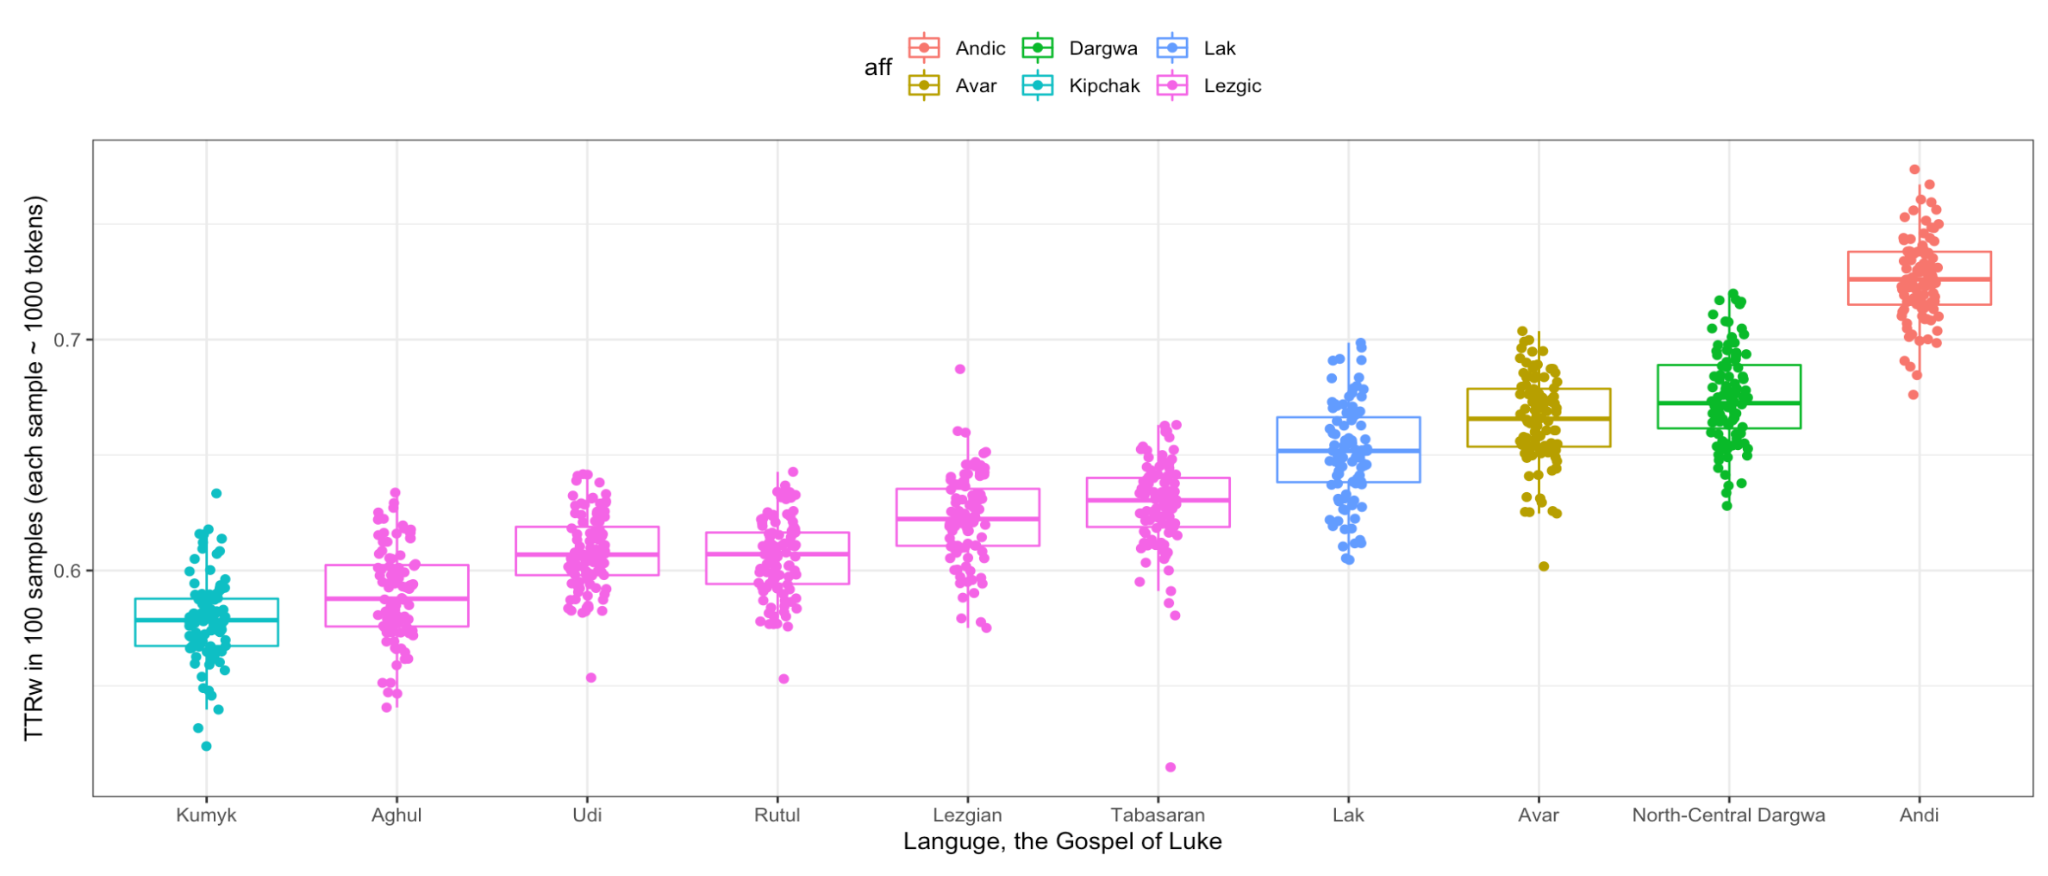 aff
Andic Dargwa Lak
Avar Kipchak Lezgic
TTRw in 100 samples (each sample ~ 1000 tokens)
0.7
0.6
Kumyk Aghul Udi Rutul Lezgian Tabasaran Lak Avar North-Central Dargwa Andi
Languge, the Gospel of Luke